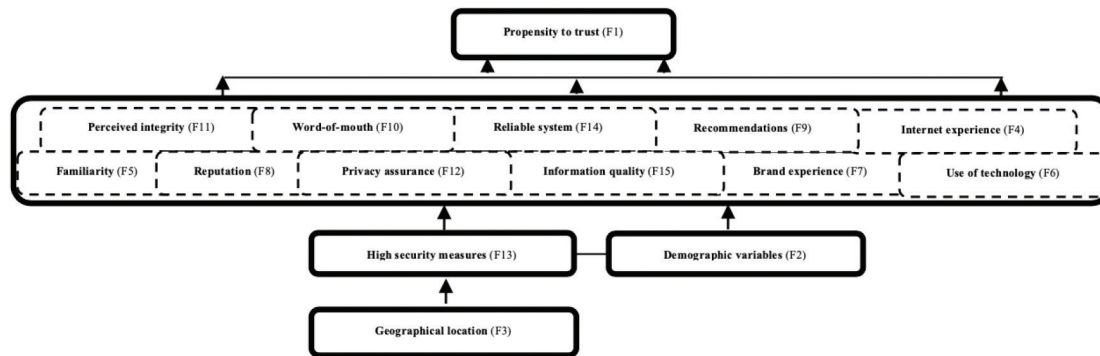 Propensity to trust (F1)
Perceived integrity (F11)
Word-of-mouth (F10)
Reliable system (F14)
Recommendations (F9)
Internet experience (F4)
Familiarity (F5)
Reputation (F8)
Privacy assurance (F12)
Information quality (F15)
Brand experience (F7)
Use of technology (F6)
High security measures (F13)
Demographic variables (F2)
Geographical location (F3)